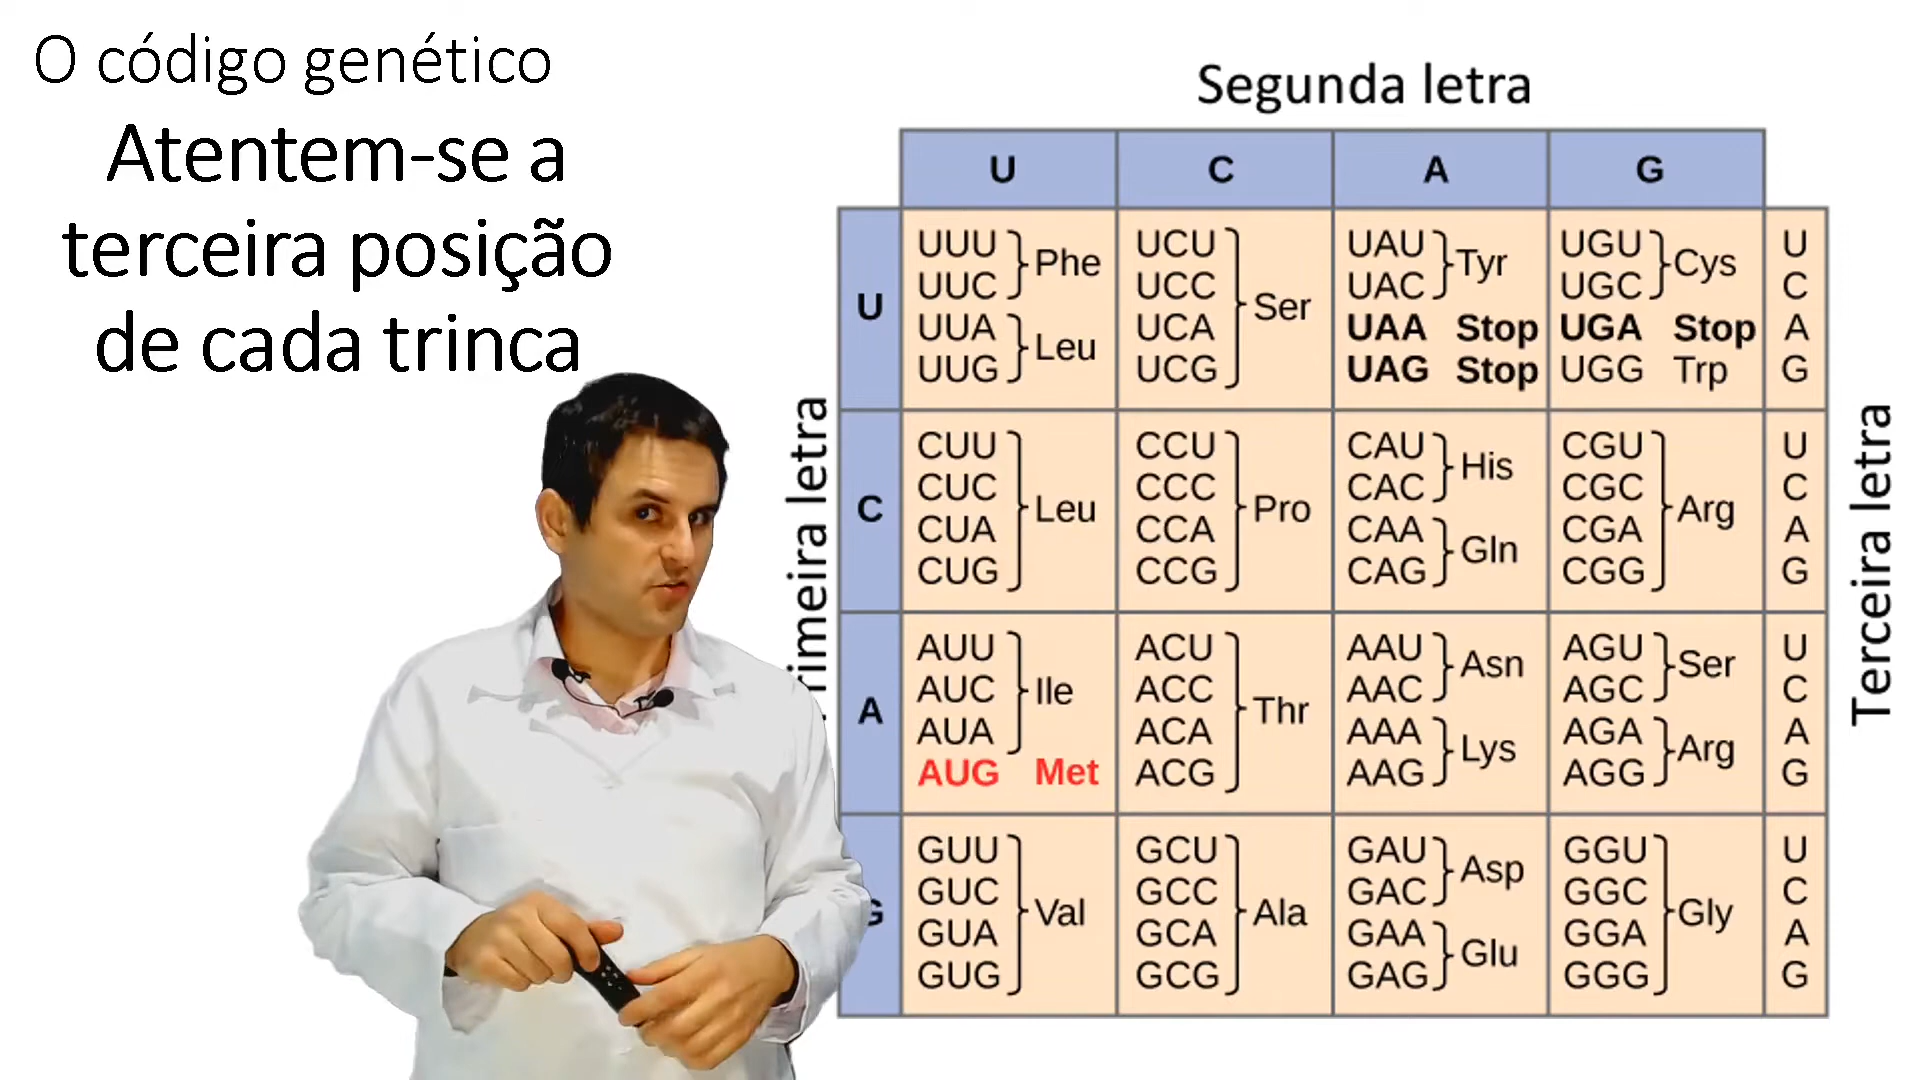 O código genético
Atentem-se a
terceira posição
de cada trinca
Segunda letra
U C A G
Primeira letra
Terceira letra
U
UUU
UUC
Phe
UUA
UUG
Leu
UCU
UCC
UCA
UCG
Ser
UAU
UAC
Tyr
UAA Stop
UAG Stop
UGU
UGC
Cys
UGA Stop
UGG Trp
U
C
A
G
C
CUU
CUC
CUA
CUG
Leu
CCU
CCC
CCA
CCG
Pro
CAU
CAC
His
CAA
CAG
Gln
CGU
CGC
CGA
CGG
Arg
U
C
A
G
A
AUU
AUC
AUA
Ile
AUG Met
ACU
ACC
ACA
ACG
Thr
AAU
AAC
Asn
AAA
AAG
Lys
AGU
AGC
Ser
AGA
AGG
Arg
U
C
A
G
G
GUU
GUC
GUA
GUG
Val
GCU
GCC
GCA
GCG
Ala
GAU
GAC
Asp
GAA
GAG
Glu
GGU
GGC
GGA
GGG
Gly
U
C
A
G